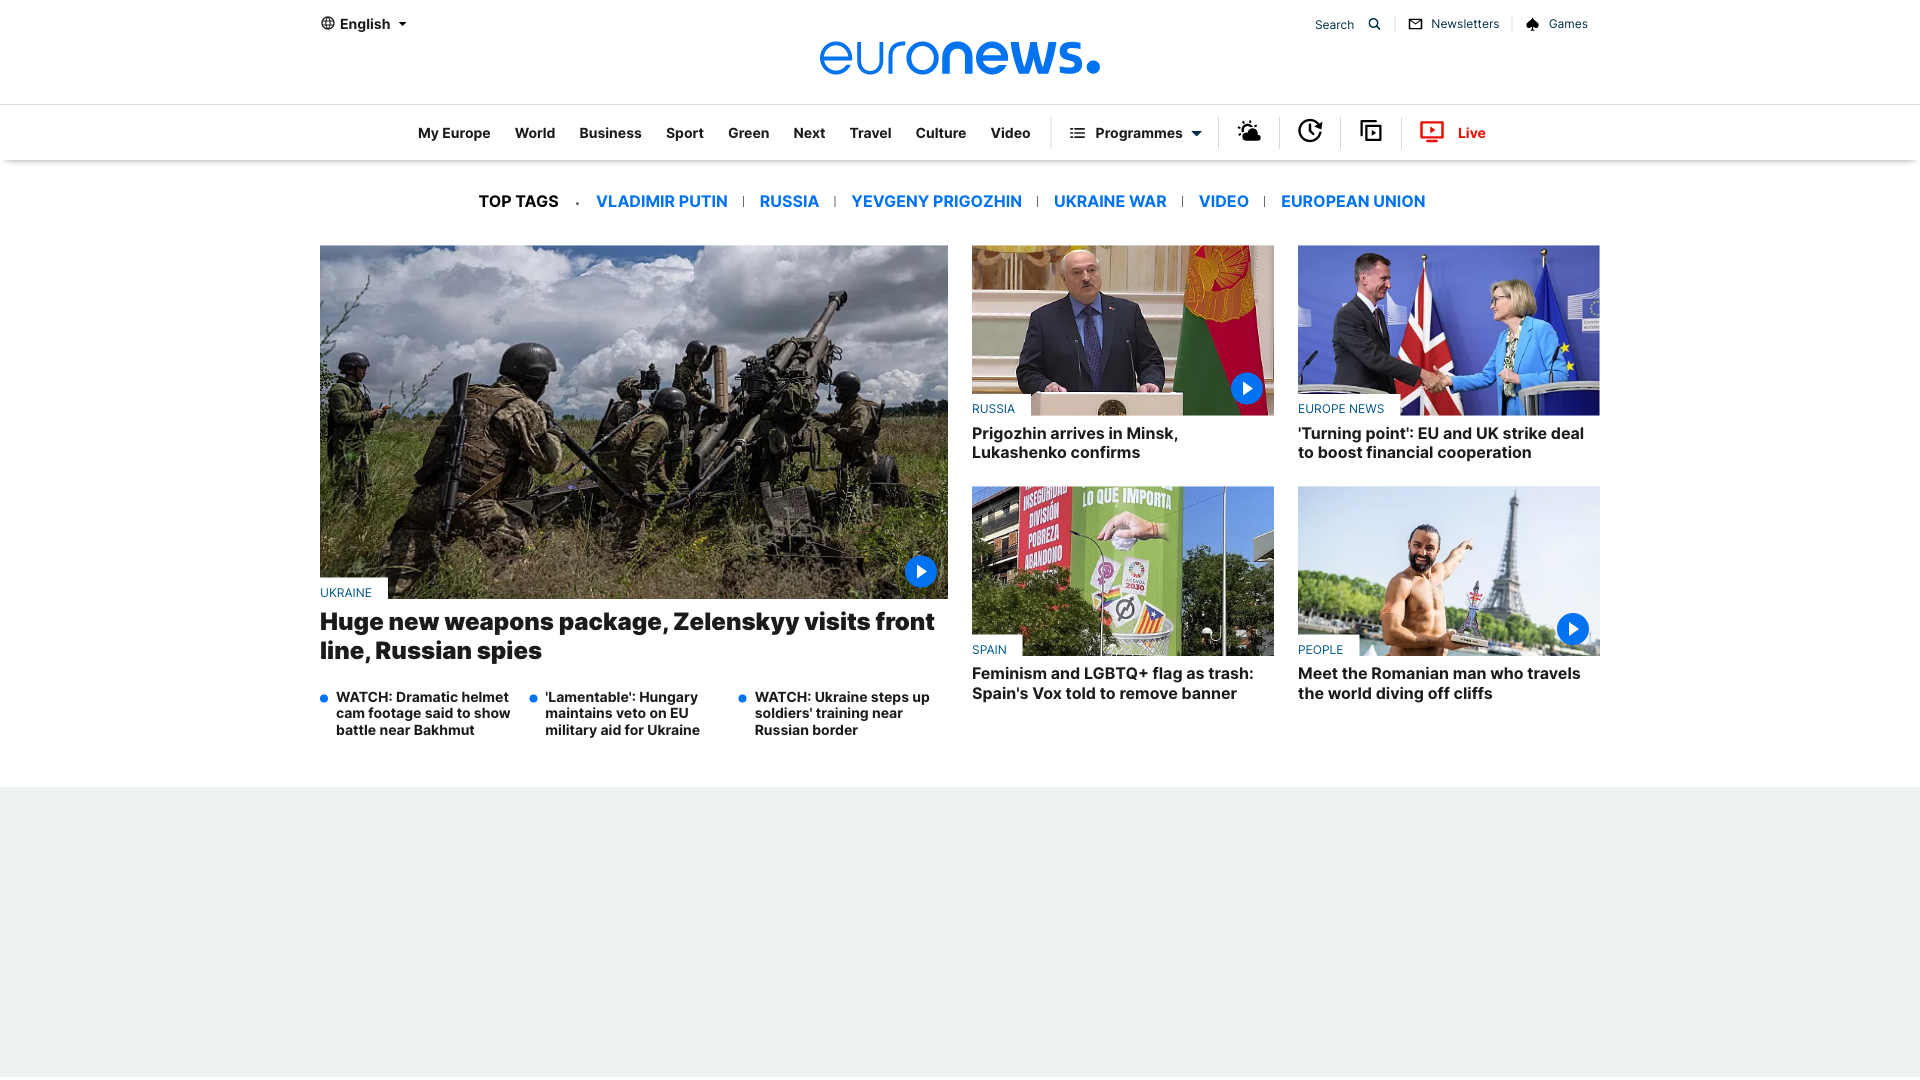 English
Search
Newsletters
Games
euronews.
My Europe
World
Business
Sport
Green
Next
Travel
Culture
Video
Programmes
Live
TOP TAGS
VLADIMIR PUTIN
RUSSIA
YEVGENY PRIGOZHIN
UKRAINE WAR
VIDEO
EUROPEAN UNION
UKRAINE
Huge new weapons package, Zelenskyy visits front
line, Russian spies
WATCH: Dramatic helmet
cam footage said to show
battle near Bakhmut
'Lamentable': Hungary
maintains veto on EU
military aid for Ukraine
WATCH: Ukraine steps up
soldiers' training near
Russian border
RUSSIA
Prigozhin arrives in Minsk,
Lukashenko confirms
EUROPE NEWS
'Turning point': EU and UK strike deal
to boost financial cooperation
INSEGURIDAD
DIVISIÓN
POBREZA
ABANDONO
LO QUE IMPORTA
AGENDA
2030
SPAIN
Feminism and LGBTQ+ flag as trash:
Spain's Vox told to remove banner
PEOPLE
Meet the Romanian man who travels
the world diving off cliffs